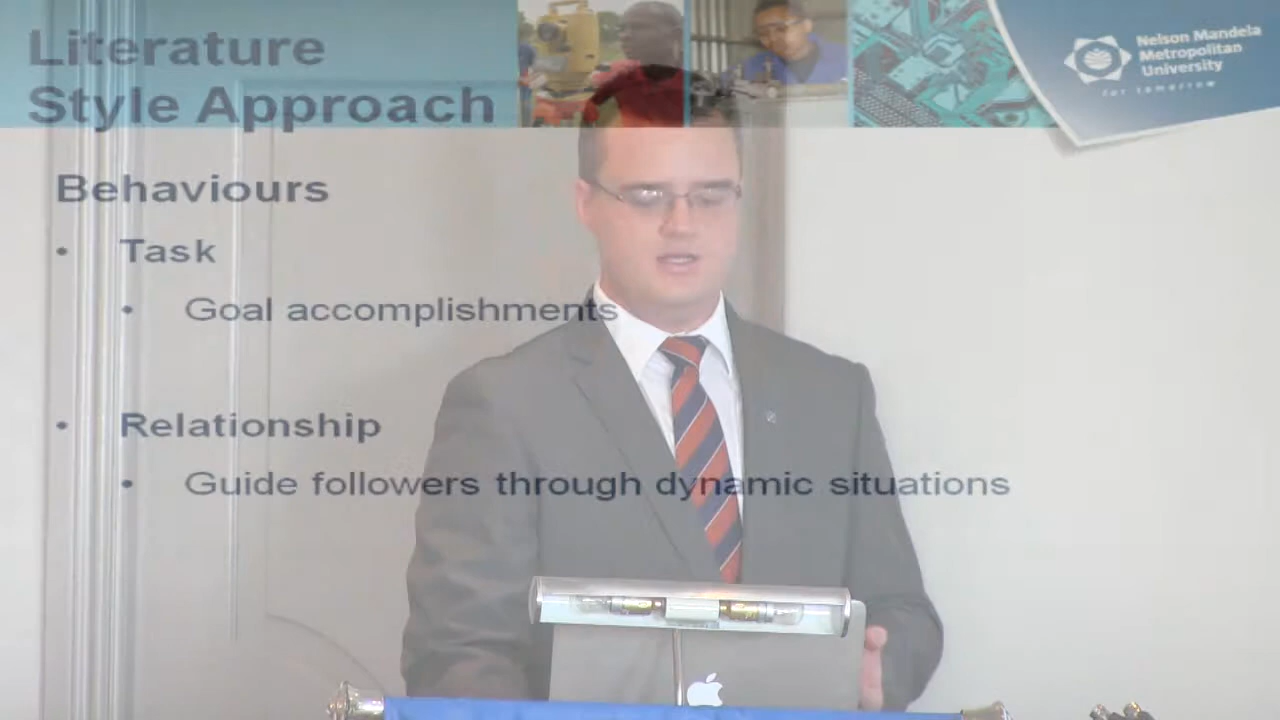 Literature
Style Approach
Nelson Mandela
Metropolitan
University
for tomorrow
Behaviours
• Task
• Goal accomplishments
• Relationship
• Guide followers through dynamic situations